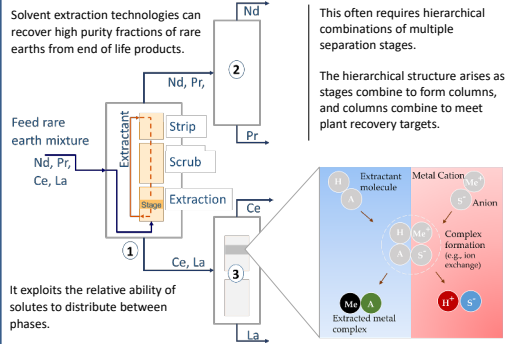 Solvent extraction technologies can
recover high purity fractions of rare
earths from end of life products.
This often requires hierarchical
combinations of multiple
separation stages.
The hierarchical structure arises as
stages combine to form columns,
and columns combine to meet
plant recovery targets.
Nd
2
Nd, Pr,
Pr
Feed rare
earth mixture
Nd, Pr,
Ce, La
Extractant
Strip
Scrub
Extraction
Stage
1
Ce, La
Ce
3
La
It exploits the relative ability of
solutes to distribute between
phases.
H
A
Extractant
molecule
Metal Cation
Me+
S-
Anion
H
Me+
A
S-
Complex
formation
(e.g., ion
exchange)
Me
A
Extracted metal
complex
H+
S-